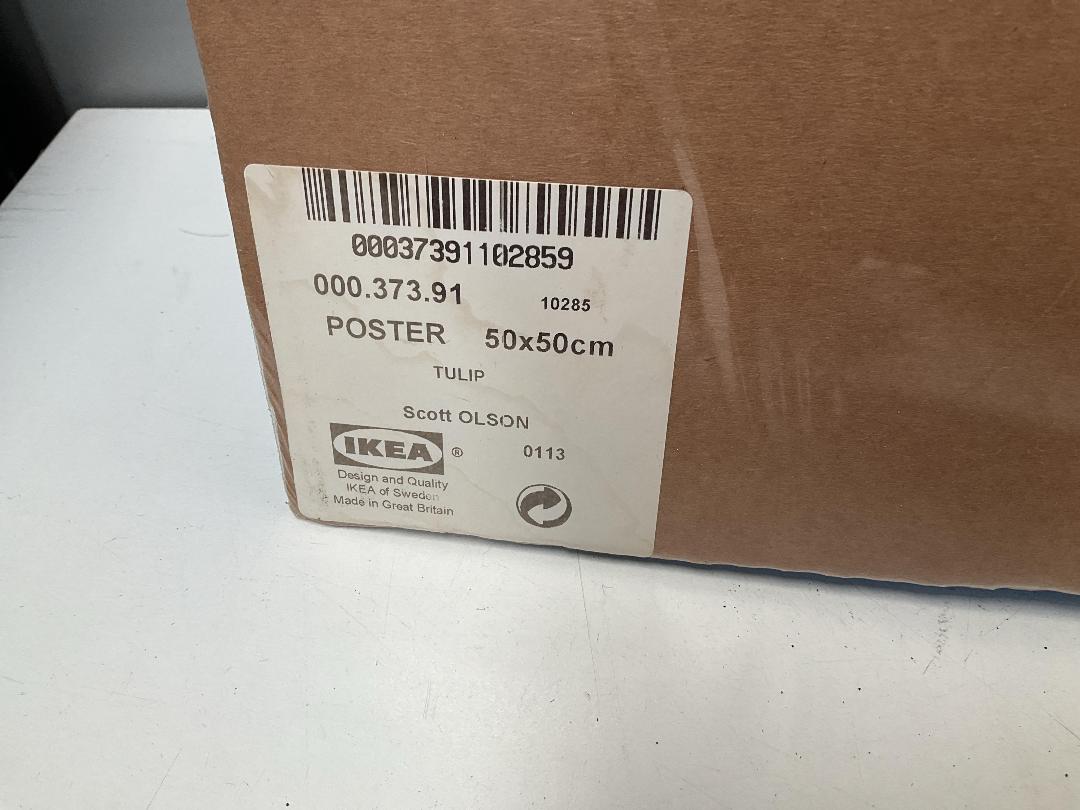 00037391102859
000.373.91 10285
POSTER 50x50cm
TULIP
Scott OLSON
IKEA ® 0113
Design and Quality
IKEA of Sweden
Made in Great Britain